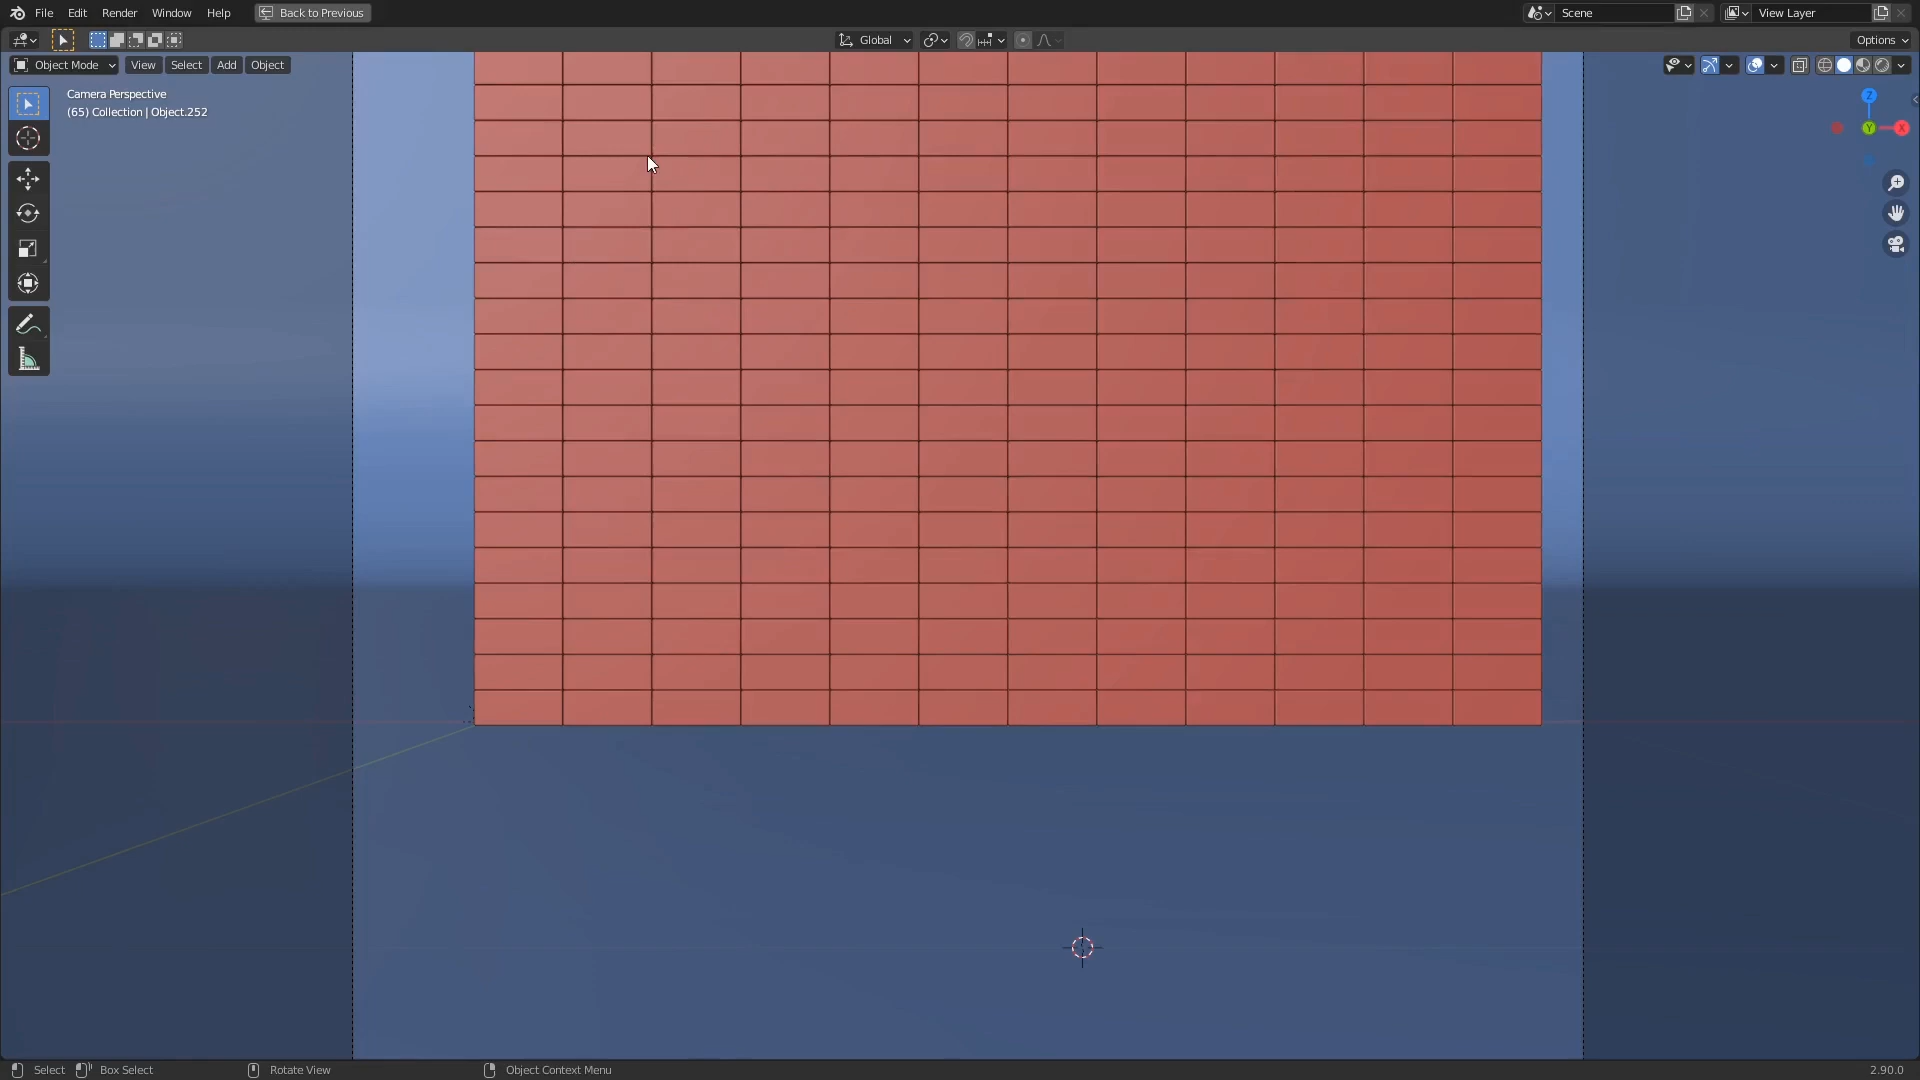 File Edit Render Window Help Back to Previous Scene View Layer
Global Options
Object Mode View Select Add Object
Camera Perspective
(65) Collection | Object.252
Z
Y
X
Select Box Select Rotate View Object Context Menu 2.90.0